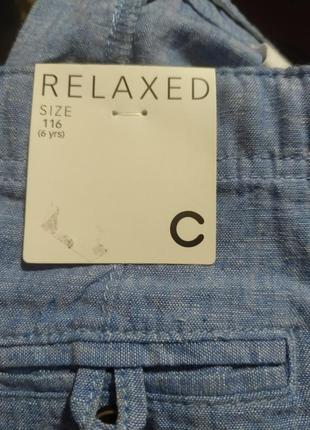 RELAXED
SIZE
116
(6 yrs)
C